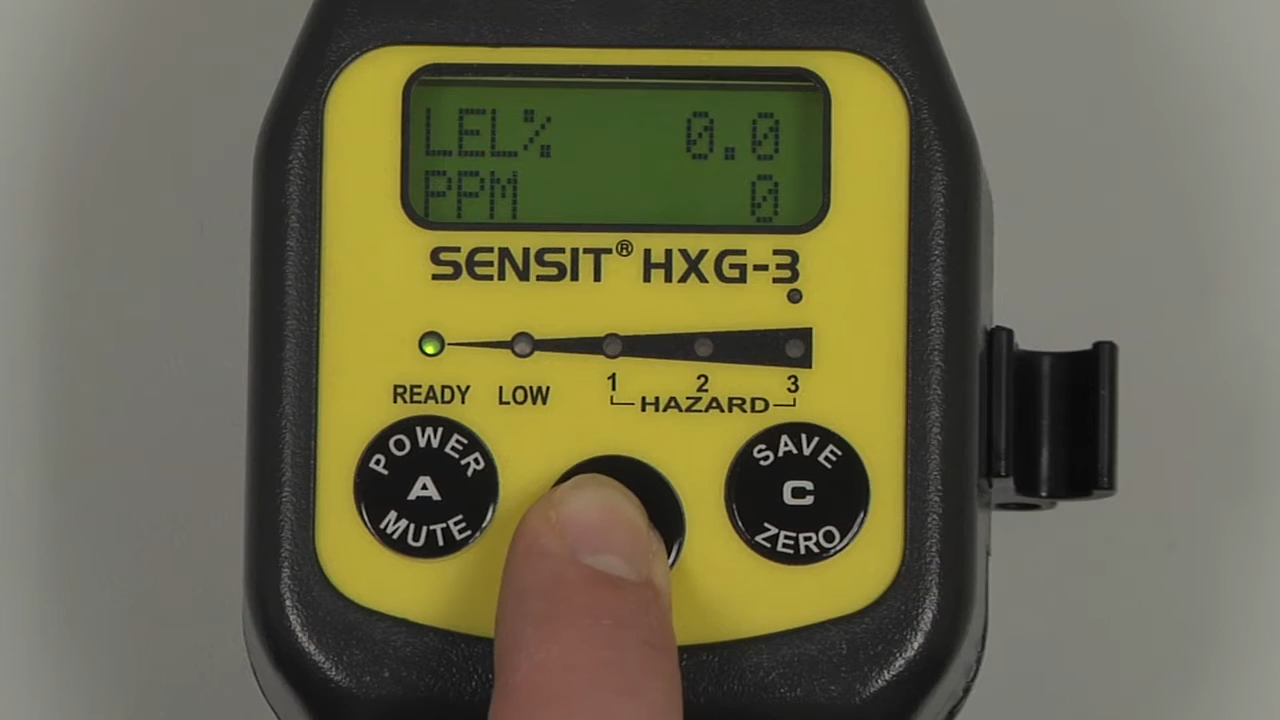 LEL% 0.0
PPM 0
SENSIT® HXG-3
READY LOW 1 2 3
HAZARD
POWER
A
MUTE
SAVE
C
ZERO